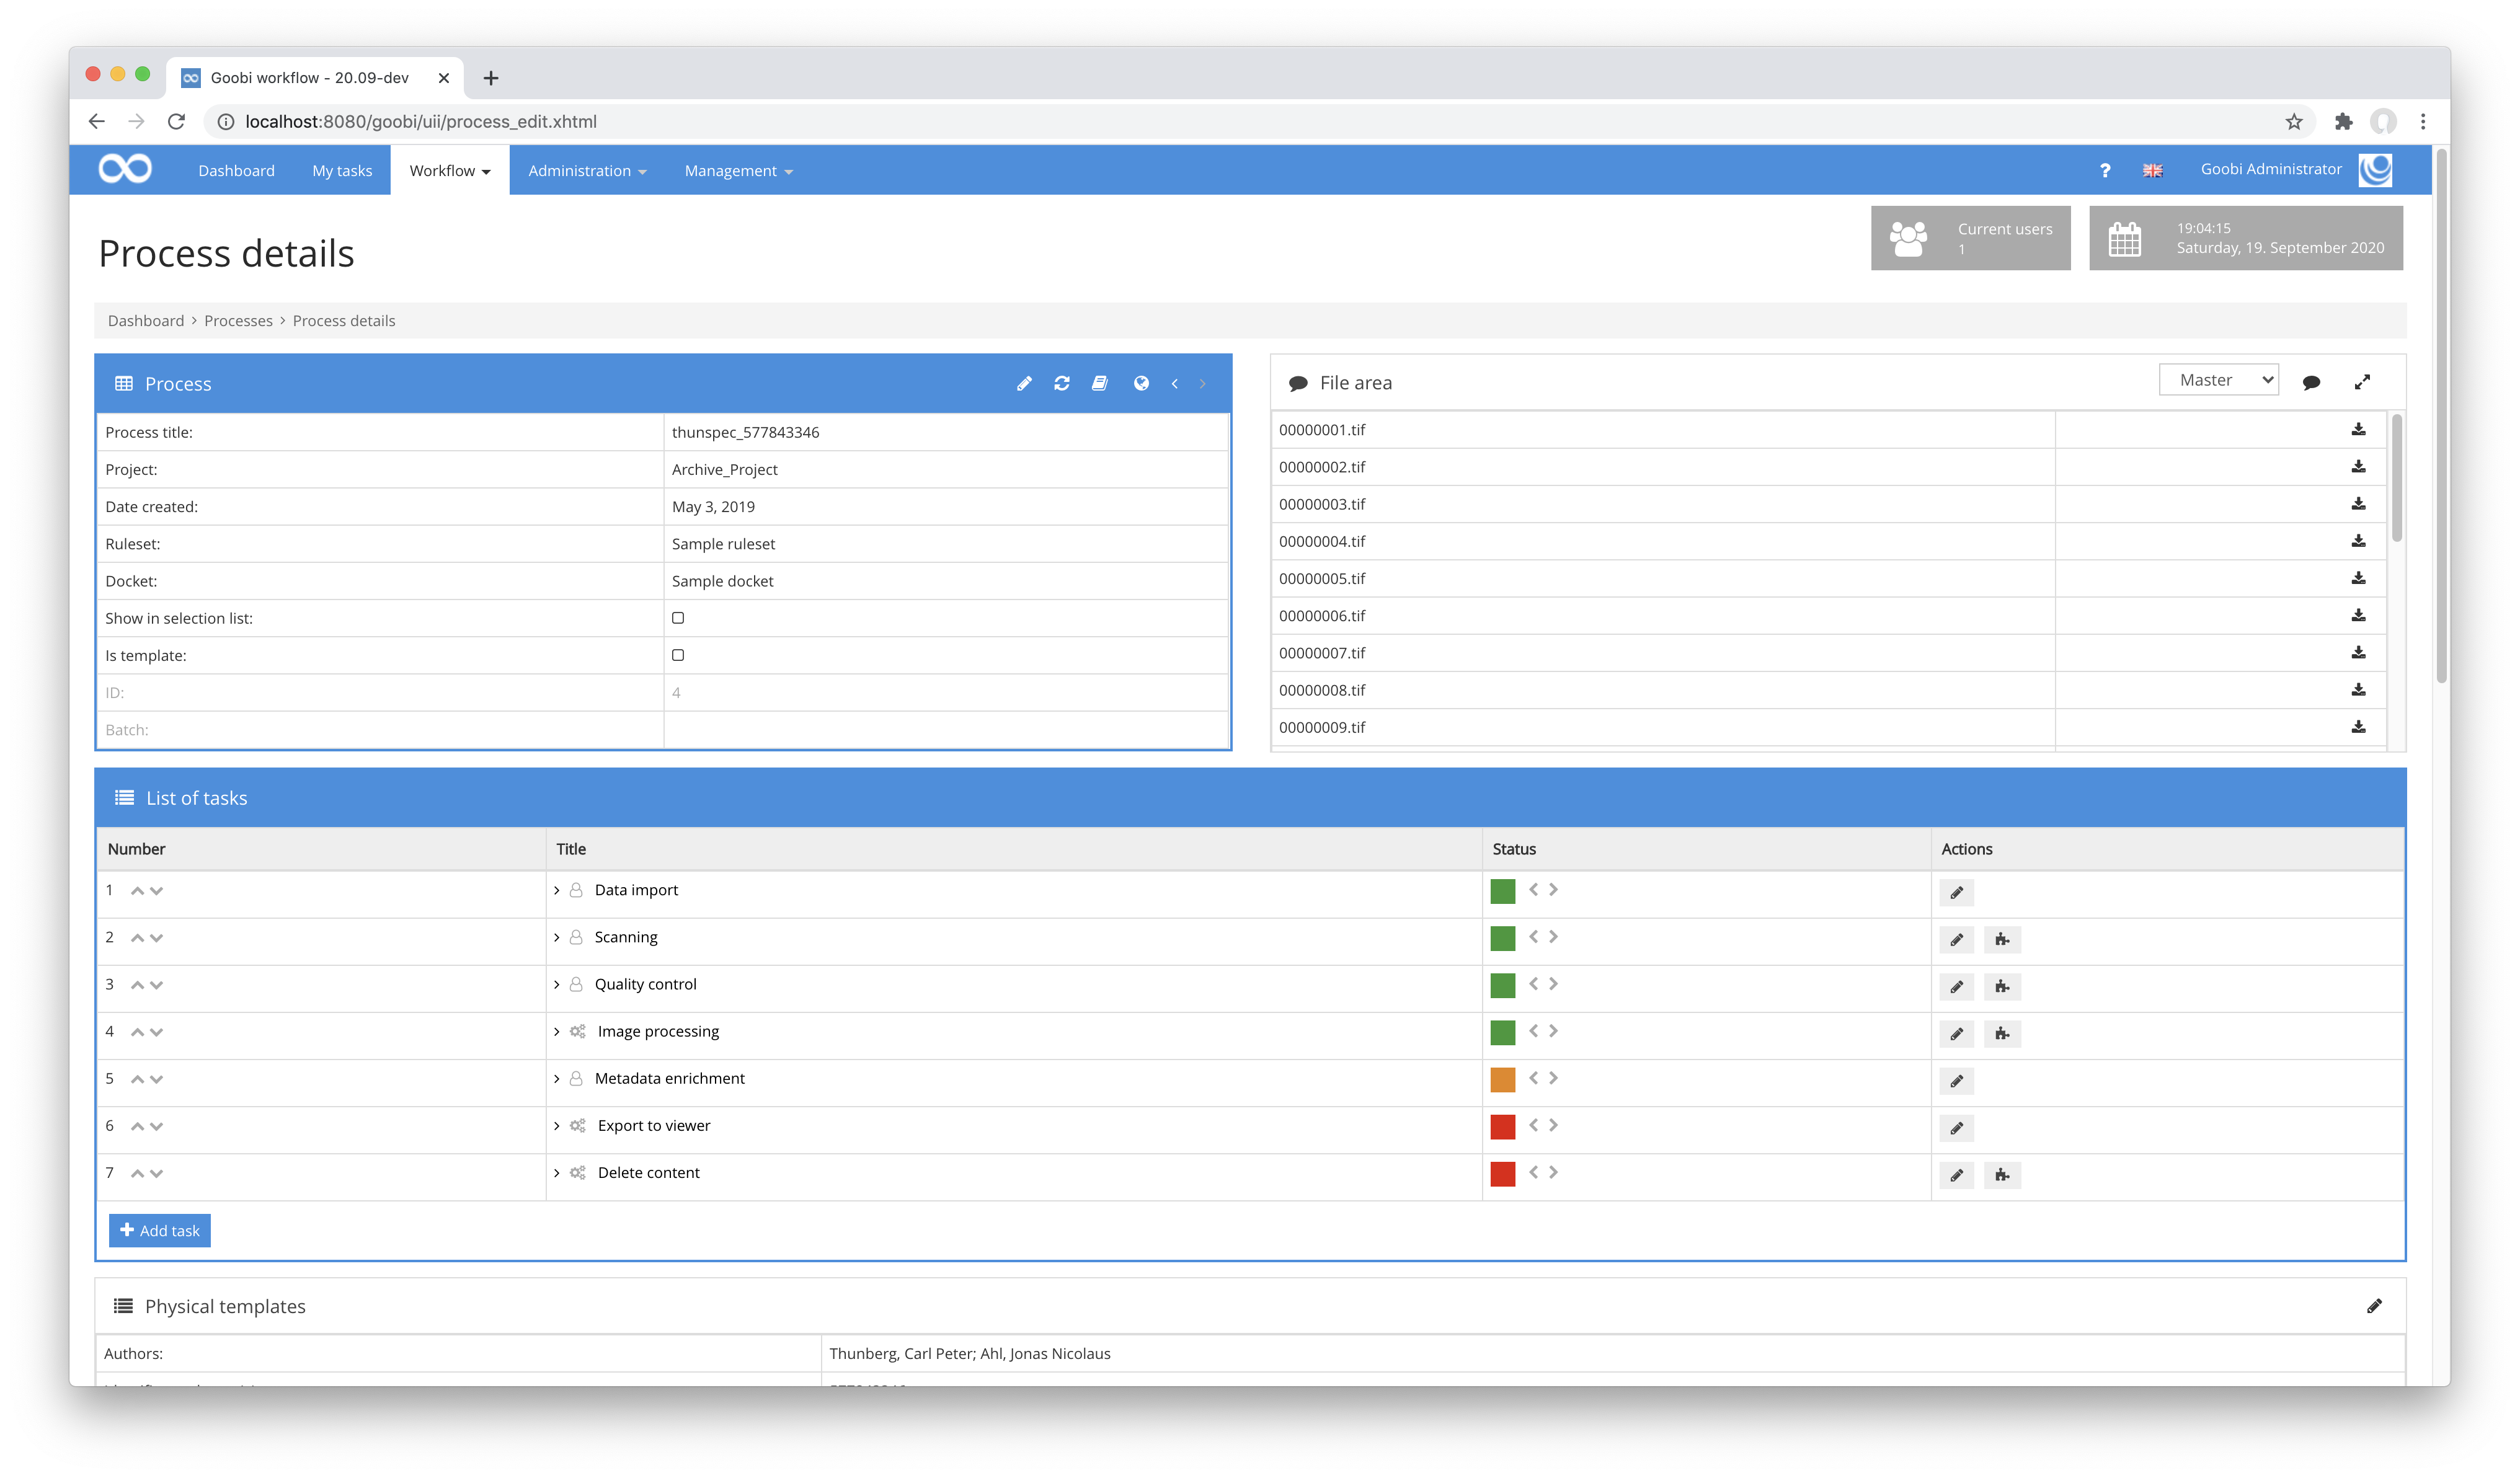 Goobi workflow - 20.09-dev
localhost:8080/goobi/uii/process_edit.xhtml
Dashboard My tasks Workflow Administration Management ? Goobi Administrator
Process details
Current users
1
19:04:15
Saturday, 19. September 2020
Dashboard > Processes > Process details
Process
Process title: thunspec_577843346
Project: Archive_Project
Date created: May 3, 2019
Ruleset: Sample ruleset
Docket: Sample docket
Show in selection list:
Is template:
ID: 4
Batch:
File area Master
00000001.tif
00000002.tif
00000003.tif
00000004.tif
00000005.tif
00000006.tif
00000007.tif
00000008.tif
00000009.tif
List of tasks
Number Title Status Actions
1 Data import
2 Scanning
3 Quality control
4 Image processing
5 Metadata enrichment
6 Export to viewer
7 Delete content
Add task
Physical templates
Authors: Thunberg, Carl Peter; Ahl, Jonas Nicolaus